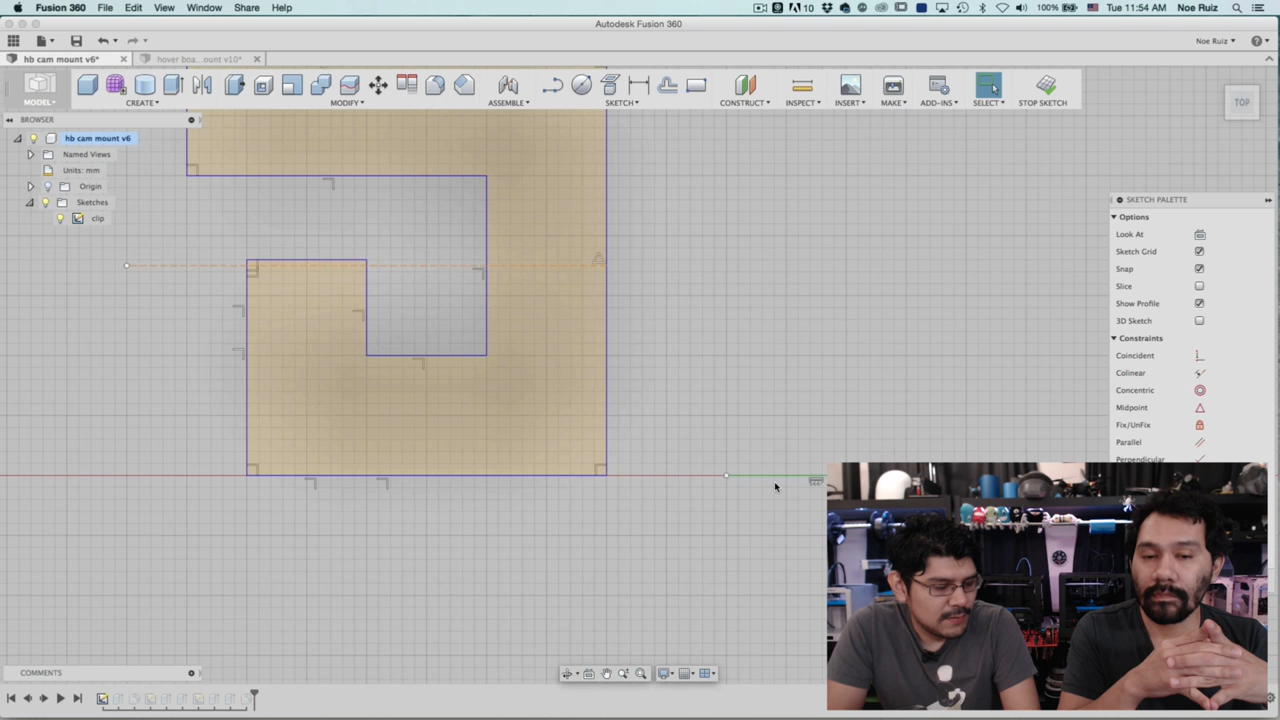 Fusion 360 File Edit View Window Share Help 10 100% Tue 11:54 AM Noe Ruiz
Autodesk Fusion 360
Noe Ruiz
hb cam mount v6* hover boa...ount v10*
MODEL CREATE MODIFY ASSEMBLE SKETCH CONSTRUCT INSPECT INSERT MAKE ADD-INS SELECT STOP SKETCH
TOP
BROWSER
hb cam mount v6
Named Views
Units: mm
Origin
Sketches
clip
SKETCH PALETTE
Options
Look At
Sketch Grid
Snap
Slice
Show Profile
3D Sketch
Constraints
Coincident
Colinear
Concentric
Midpoint
Fix/UnFix
Parallel
Perpendicular
COMMENTS